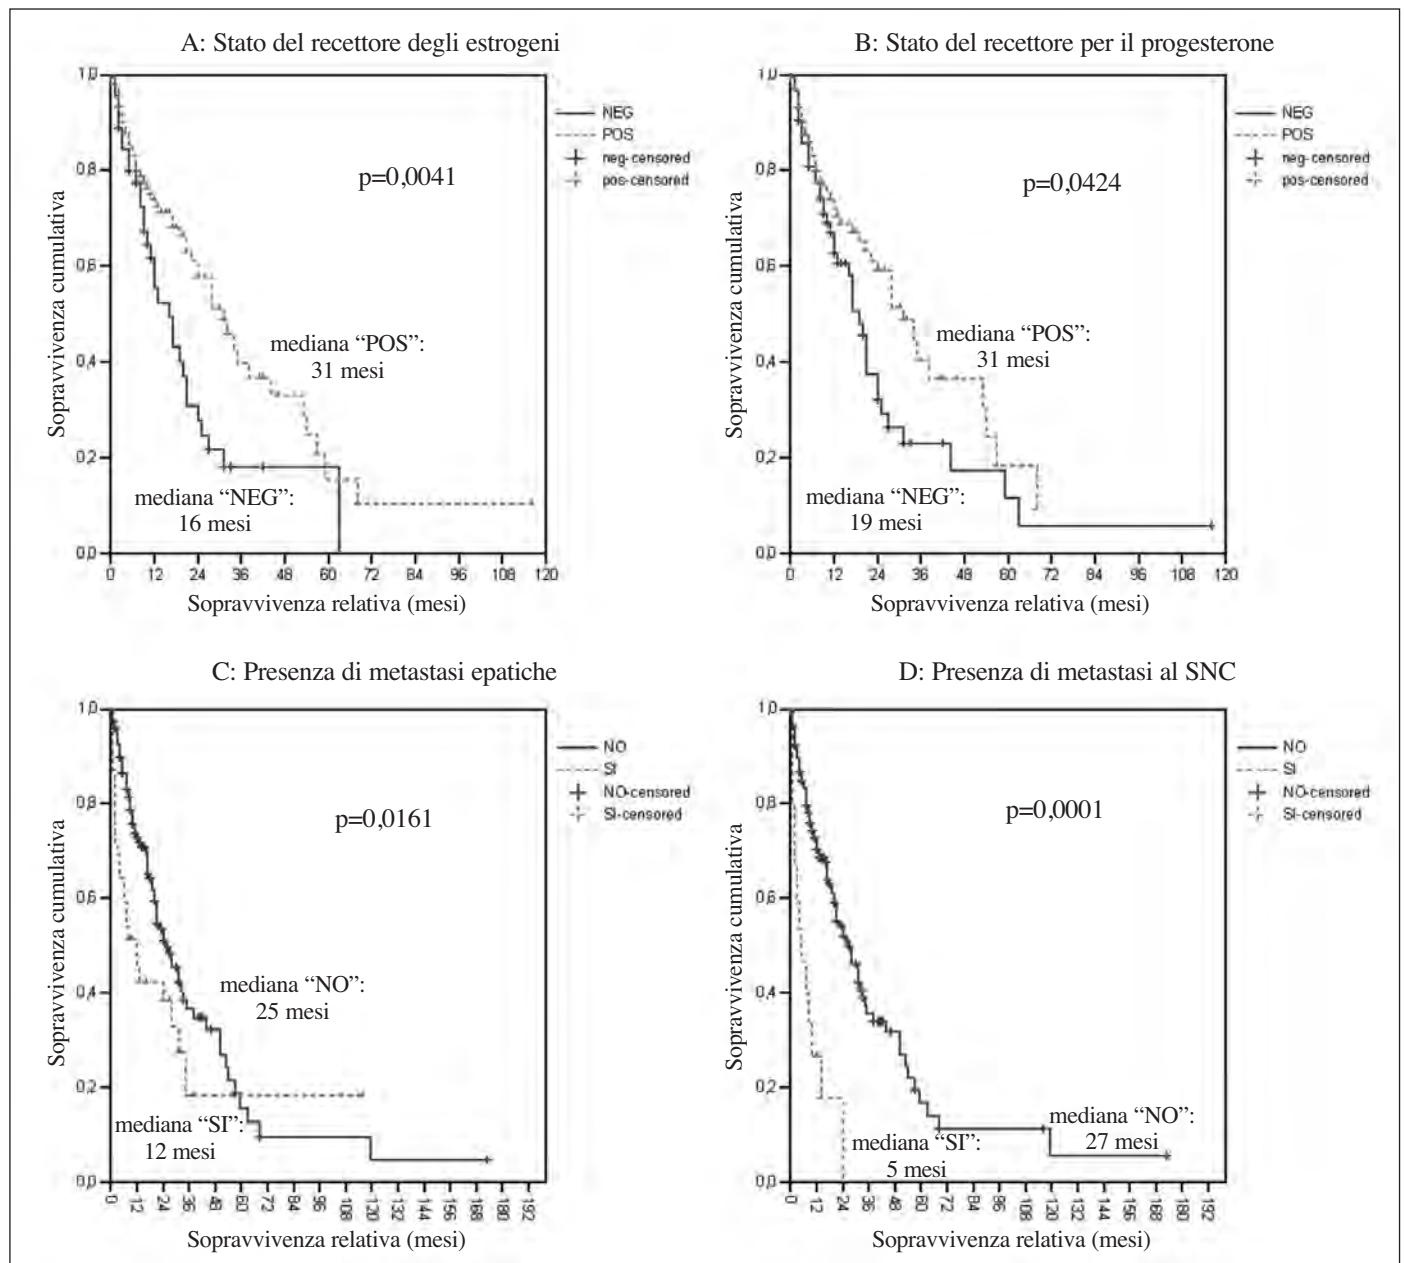 A: Stato del recettore degli estrogeni
1,0
0,8
0,6
0,4
0,2
0,0
Sopravvivenza cumulativa
p=0,0041
mediana “POS”:
31 mesi
mediana “NEG”:
16 mesi
0 12 24 36 48 60 72 84 96 108 120
Sopravvivenza relativa (mesi)
NEG
POS
neg-censored
pos-censored
B: Stato del recettore per il progesterone
1,0
0,8
0,6
0,4
0,2
0,0
Sopravvivenza cumulativa
p=0,0424
mediana “POS”:
31 mesi
mediana “NEG”:
19 mesi
0 12 24 36 48 60 72 84 96 108 120
Sopravvivenza relativa (mesi)
NEG
POS
neg-censored
pos-censored
C: Presenza di metastasi epatiche
1,0
0,8
0,6
0,4
0,2
0,0
Sopravvivenza cumulativa
p=0,0161
mediana “NO”:
25 mesi
mediana “SI”:
12 mesi
0 12 24 36 48 60 72 84 96 108 120 132 144 156 168 180 192
Sopravvivenza relativa (mesi)
NO
SI
NO-censored
SI-censored
D: Presenza di metastasi al SNC
1,0
0,8
0,6
0,4
0,2
0,0
Sopravvivenza cumulativa
p=0,0001
mediana “NO”:
27 mesi
mediana “SI”:
5 mesi
0 12 24 36 48 60 72 84 96 108 120 132 144 156 168 180 192
Sopravvivenza relativa (mesi)
NO
SI
NO-censored
SI-censored